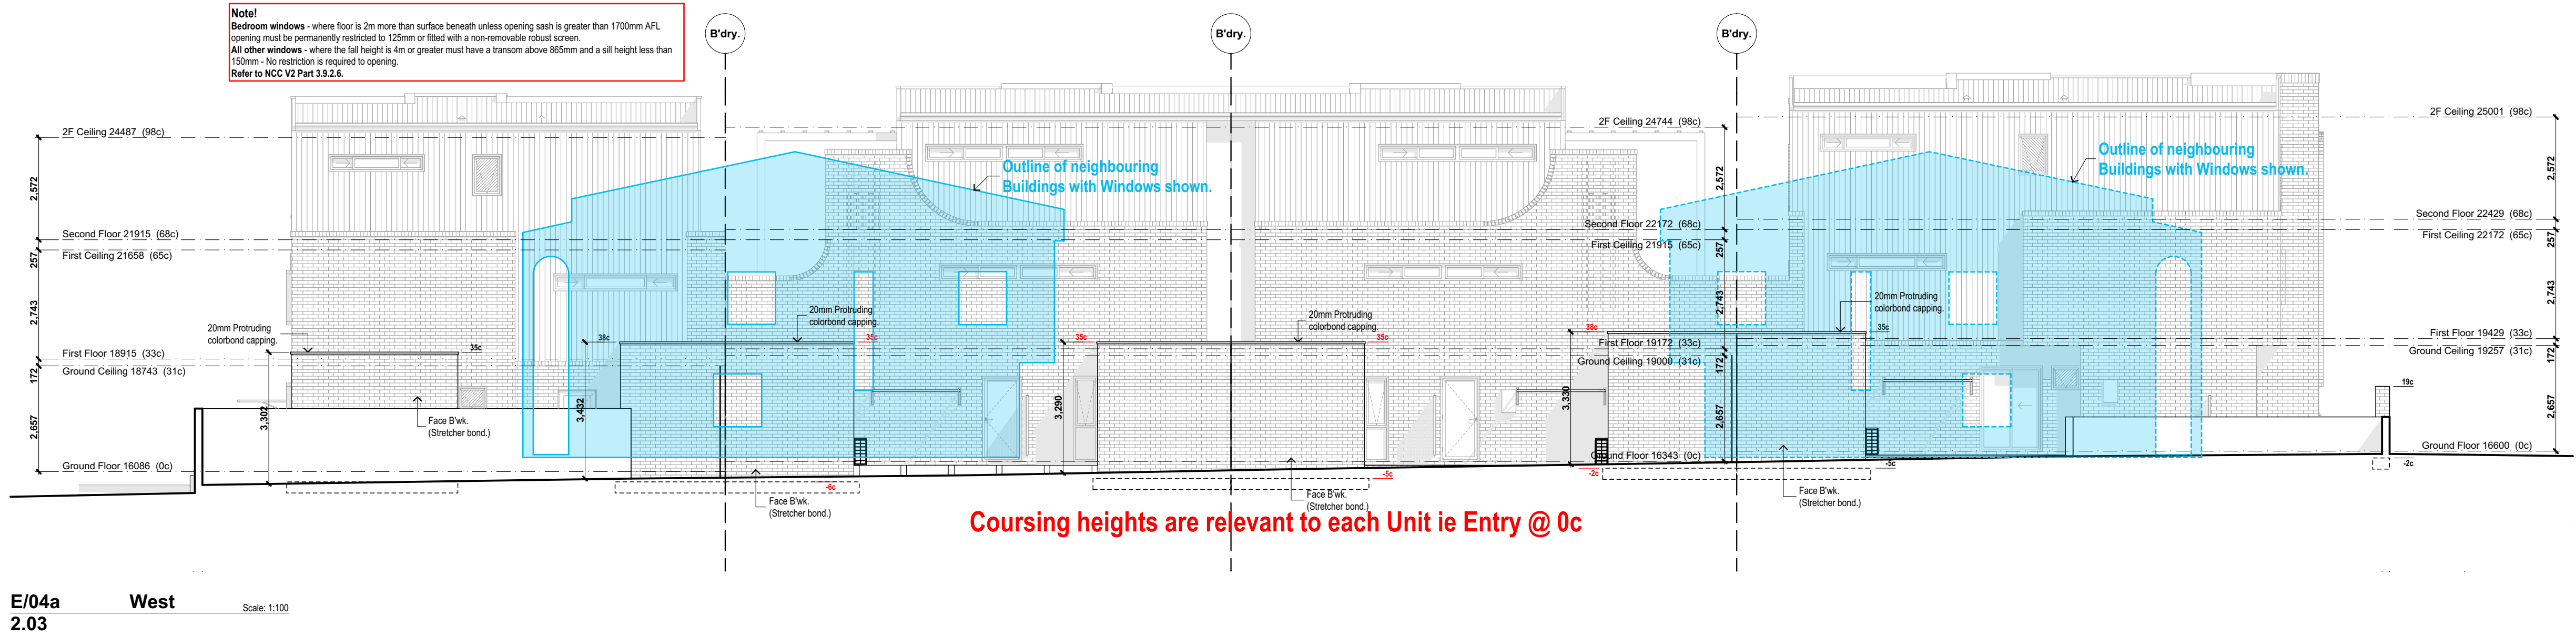 Note!
Bedroom windows - where floor is 2m more than surface beneath unless opening sash is greater than 1700mm AFL
opening must be permanently restricted to 125mm or fitted with a non-removable robust screen.
All other windows - where the fall height is 4m or greater must have a transom above 865mm and a sill height less than
150mm - No restriction is required to opening.
Refer to NCC V2 Part 3.9.2.6.
B'dry.
B'dry.
B'dry.
2F Ceiling 24487 (98c)
2,572
Second Floor 21915 (68c)
257
First Ceiling 21658 (65c)
2,743
First Floor 18915 (33c)
172
Ground Ceiling 18743 (31c)
2,657
Ground Floor 16086 (0c)
20mm Protruding
colorbond capping.
35c
3,302
Face B'wk.
(Stretcher bond.)
38c
3,432
20mm Protruding
colorbond capping.
35c
-6c
Face B'wk.
(Stretcher bond.)
Outline of neighbouring
Buildings with Windows shown.
35c
3,290
20mm Protruding
colorbond capping.
35c
-5c
Face B'wk.
(Stretcher bond.)
2F Ceiling 24744 (98c)
2,572
Second Floor 22172 (68c)
257
First Ceiling 21915 (65c)
2,743
38c
3,330
First Floor 19172 (33c)
172
Ground Ceiling 19000 (31c)
2,657
Ground Floor 16343 (0c)
-2c
20mm Protruding
colorbond capping.
35c
-5c
Face B'wk.
(Stretcher bond.)
Outline of neighbouring
Buildings with Windows shown.
2F Ceiling 25001 (98c)
2,572
Second Floor 22429 (68c)
257
First Ceiling 22172 (65c)
2,743
First Floor 19429 (33c)
172
Ground Ceiling 19257 (31c)
19c
2,657
Ground Floor 16600 (0c)
-2c
Coursing heights are relevant to each Unit ie Entry @ 0c
E/04a West Scale: 1:100
2.03